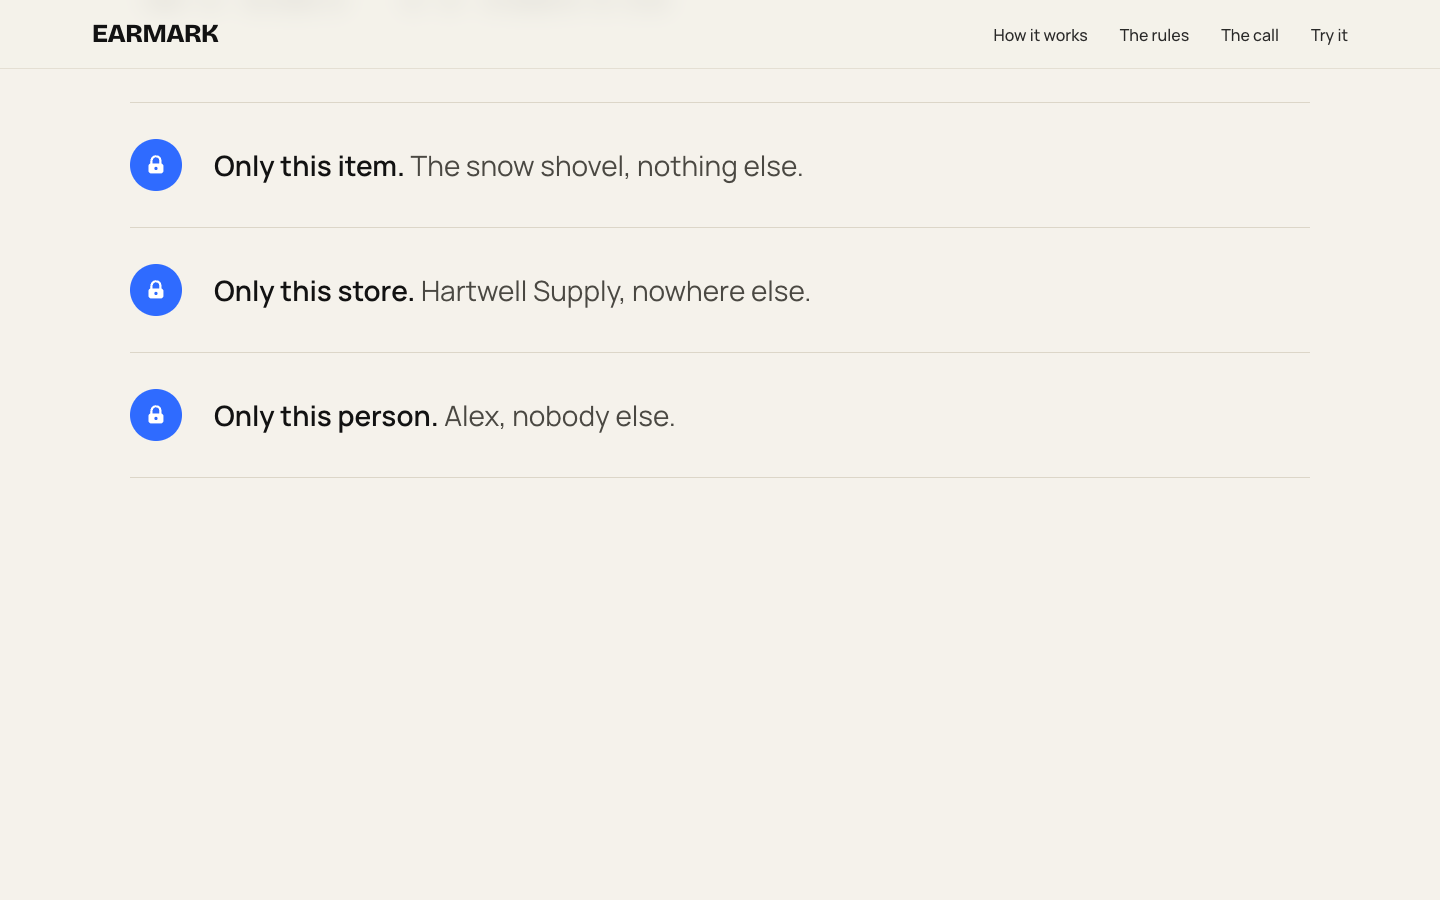 EARMARK
How it works
The rules
The call
Try it
Only this item. The snow shovel, nothing else.
Only this store. Hartwell Supply, nowhere else.
Only this person. Alex, nobody else.